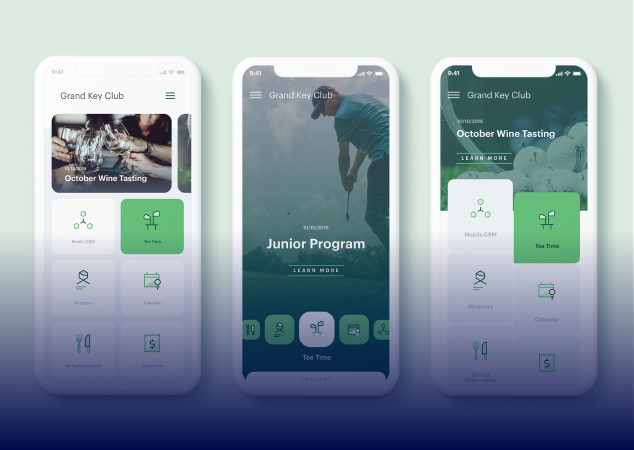 9:41
Grand Key Club
10/10/2019
October Wine Tasting
Mobile CRM
Tee Time
Directory
Calendar
Dining Reservation
9:41
Grand Key Club
10/10/2019
Junior Program
LEARN MORE
Tee Time
EXPLORE
9:41
Grand Key Club
10/10/2019
October Wine Tasting
LEARN MORE
Mobile CRM
Tee Time
Directory
Calendar
Dining
Reservation